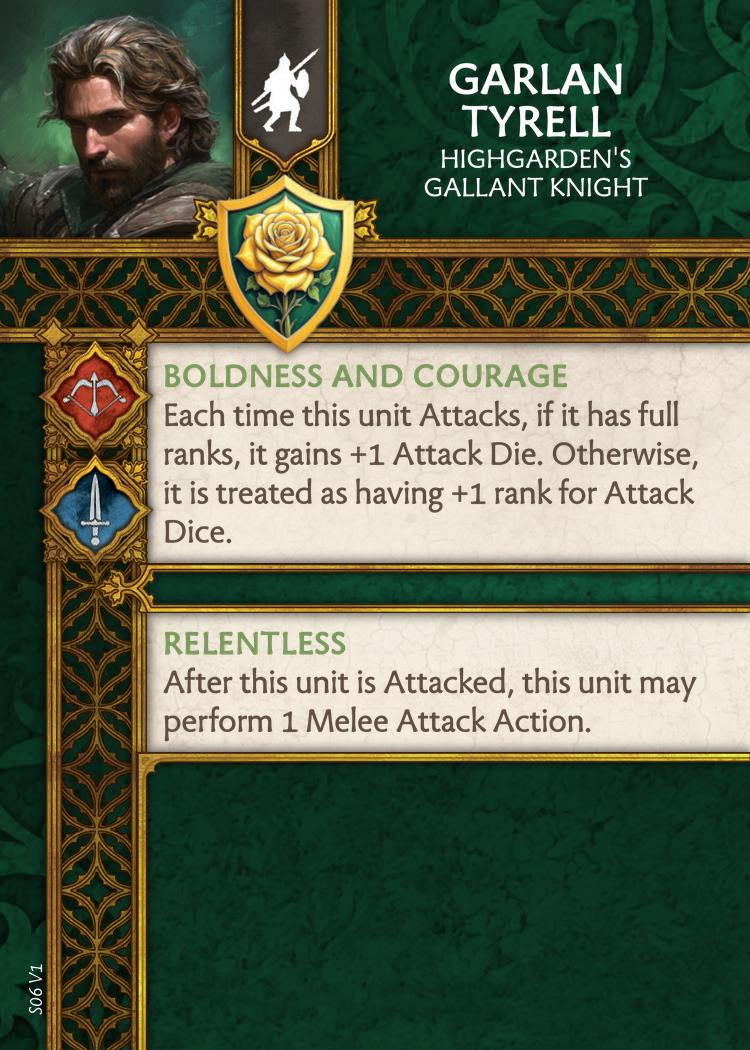 GARLAN
TYRELL
HIGHGARDEN'S
GALLANT KNIGHT
BOLDNESS AND COURAGE
Each time this unit Attacks, if it has full
ranks, it gains +1 Attack Die. Otherwise,
it is treated as having +1 rank for Attack
Dice.
RELENTLESS
After this unit is Attacked, this unit may
perform 1 Melee Attack Action.
S06 V1